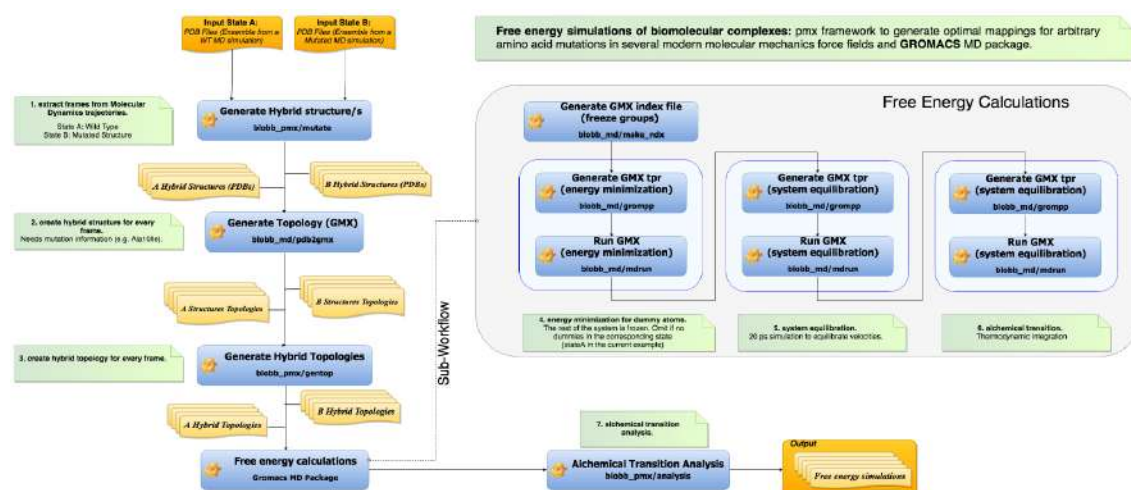 Input State A:
PDB Files (Ensemble from a
WT MD simulation)
Input State B:
PDB Files (Ensemble from a
Mutated MD simulation)
Free energy simulations of biomolecular complexes: pmx framework to generate optimal mappings for arbitrary
amino acid mutations in several modern molecular mechanics force fields and GROMACS MD package.
1. extract frames from Molecular
Dynamics trajectories.
State A: Wild Type
State B: Mutated Structure
Generate Hybrid structure/s
biobb_pmx/mutate
A Hybrid Structures (PDBs)
B Hybrid Structures (PDBs)
2. create hybrid structure for every
frame.
Needs mutation information (e.g.
Generate Topology (GMX)
biobb_md/pdb2gmx
A Structures Topologies
B Structures Topologies
3. create hybrid topology for every frame.
Generate Hybrid Topologies
biobb_pmx/gentop
A Hybrid Topologies
B Hybrid Topologies
Free energy calculations
Gromacs MD Package
Sub-Workflow
Free Energy Calculations
Generate GMX index file
(freeze groups)
biobb_md/make_ndx
Generate GMX tpr
(energy minimization)
biobb_md/grompp
Run GMX
(energy minimization)
biobb_md/mdrun
Generate GMX tpr
(system equilibration)
biobb_md/grompp
Run GMX
(system equilibration)
biobb_md/mdrun
Generate GMX tpr
(system equilibration)
biobb_md/grompp
Run GMX
(system equilibration)
biobb_md/mdrun
4. energy minimization for dummy atoms.
The rest of the system is frozen. Omit if no
dummies in the corresponding state
(stateA in the current example)
5. system equilibration.
20 ps simulation to equilibrate velocities.
6. alchemical transition.
Thermodynamic integration
7. alchemical transition
analysis.
Alchemical Transition Analysis
biobb_pmx/analysis
Output
Free energy simulations